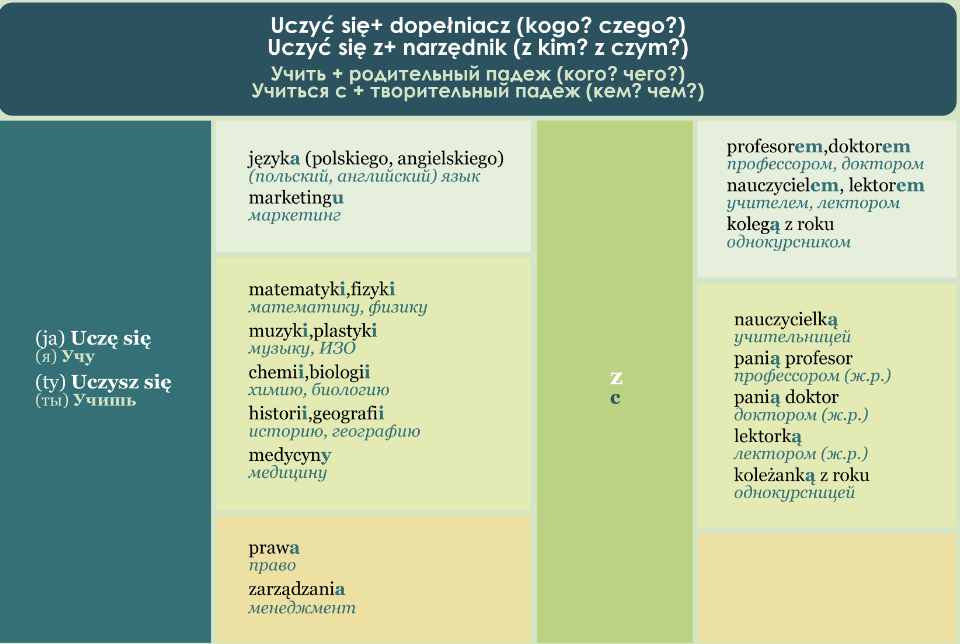 Uczyć się+ dopełniacz (kogo? czego?)
Uczyć się z+ narzędnik (z kim? z czym?)
Учить + родительный падеж (кого? чего?)
Учиться с + творительный падеж (кем? чем?)
(ja) Uczę się
(я) Учу
(ty) Uczysz się
(ты) Учишь
języka (polskiego, angielskiego)
(польский, английский) язык
marketingu
маркетинг
matematyki,fizyki
математику, физику
muzyki,plastyki
музыку, ИЗО
chemii,biologii
химию, биологию
historii,geografii
историю, географию
medycyny
медицину
prawa
право
zarządzania
менеджмент
z
с
profesorem,doktorem
профессором, доктором
nauczycielem, lektorem
учителем, лектором
kolegą z roku
однокурсником
nauczycielką
учительницей
panią profesor
профессором (ж.р.)
panią doktor
доктором (ж.р.)
lektorką
лектором (ж.р.)
koleżanką z roku
однокурсницей